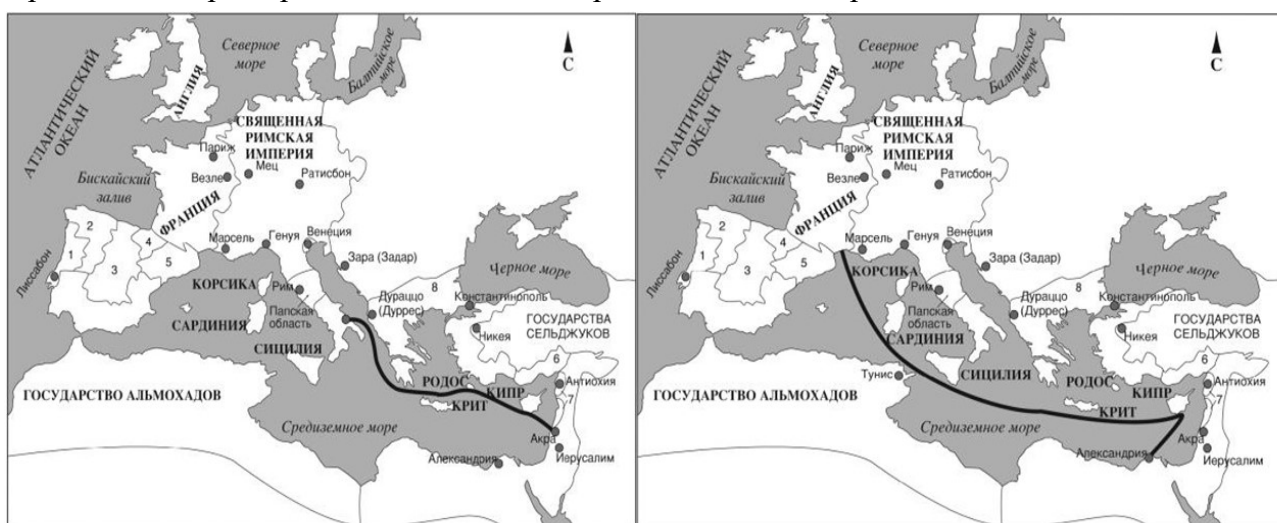 Северное
море
Балтийское
море
С
АТЛАНТИЧЕСКИЙ
ОКЕАН
АНГЛИЯ
СВЯЩЕННАЯ
РИМСКАЯ
ИМПЕРИЯ
Париж
Мец
Везле
Ратисбон
Бискайский
залив
ФРАНЦИЯ
2
1
3
4
5
Лиссабон
Марсель
Генуя
Венеция
Зара (Задар)
Черное море
КОРСИКА
Рим
Папская
область
Дураццо
(Дуррес)
8
Константинополь
САРДИНИЯ
Никея
ГОСУДАРСТВА
СЕЛЬДЖУКОВ
СИЦИЛИЯ
6
РОДОС
КИПР
Антиохия
7
ГОСУДАРСТВО АЛЬМОХАДОВ
КРИТ
Средиземное море
Акра
Александрия
Иерусалим
Северное
море
Балтийское
море
С
АТЛАНТИЧЕСКИЙ
ОКЕАН
АНГЛИЯ
СВЯЩЕННАЯ
РИМСКАЯ
ИМПЕРИЯ
Париж
Мец
Везле
Ратисбон
Бискайский
залив
ФРАНЦИЯ
2
1
3
4
5
Лиссабон
Марсель
Генуя
Венеция
Зара (Задар)
Черное море
КОРСИКА
Рим
Папская
область
Дураццо
(Дуррес)
8
Константинополь
САРДИНИЯ
Никея
ГОСУДАРСТВА
СЕЛЬДЖУКОВ
Тунис
СИЦИЛИЯ
6
РОДОС
КИПР
Антиохия
7
ГОСУДАРСТВО АЛЬМОХАДОВ
КРИТ
Средиземное море
Акра
Александрия
Иерусалим